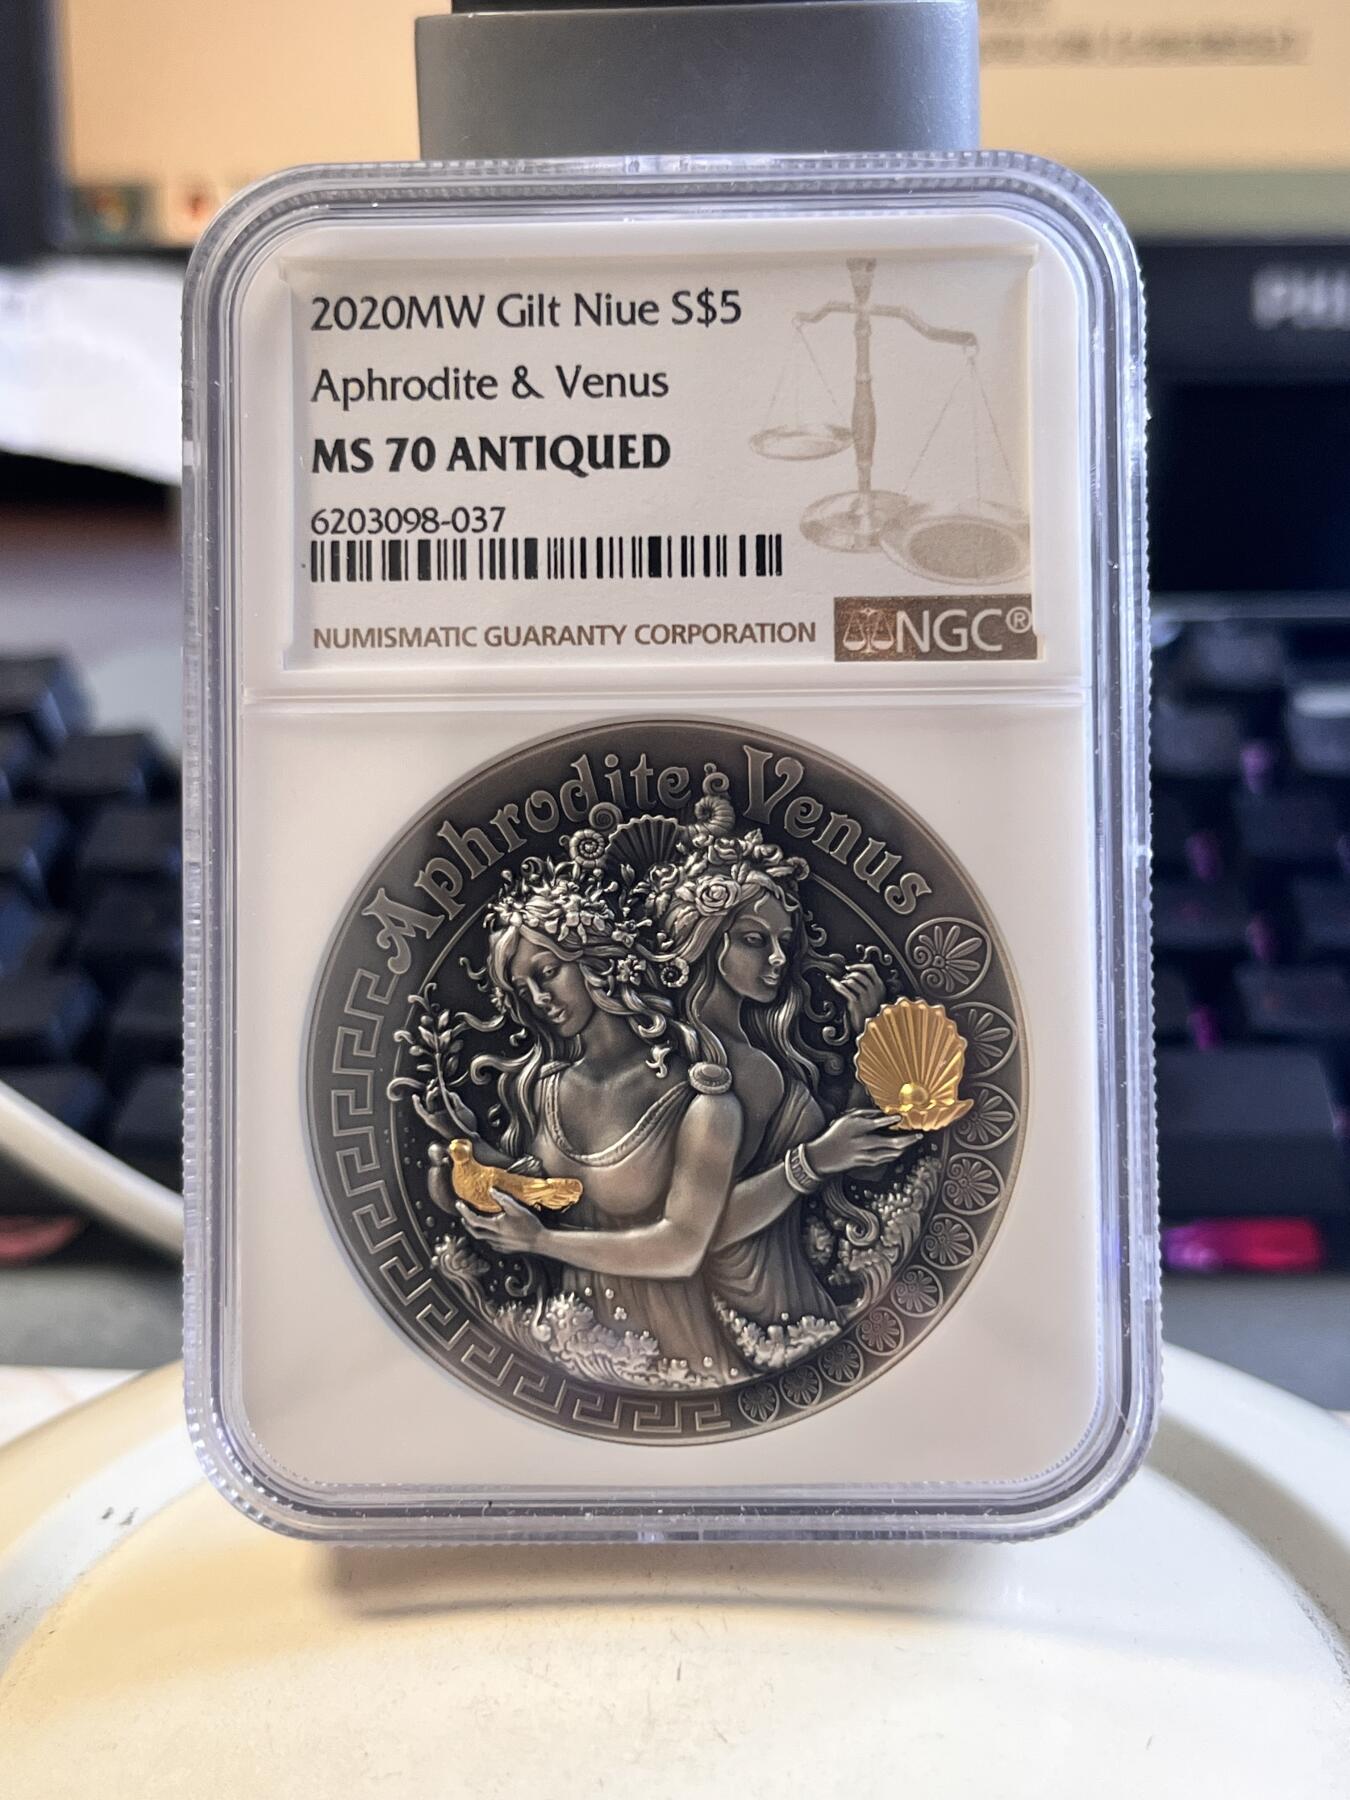 2020MW Gilt Niue S$5
Aphrodite & Venus
MS 70 ANTIQUED
6203098-037
NUMISMATIC GUARANTY CORPORATION
NGC®
Aphrodite & Venus